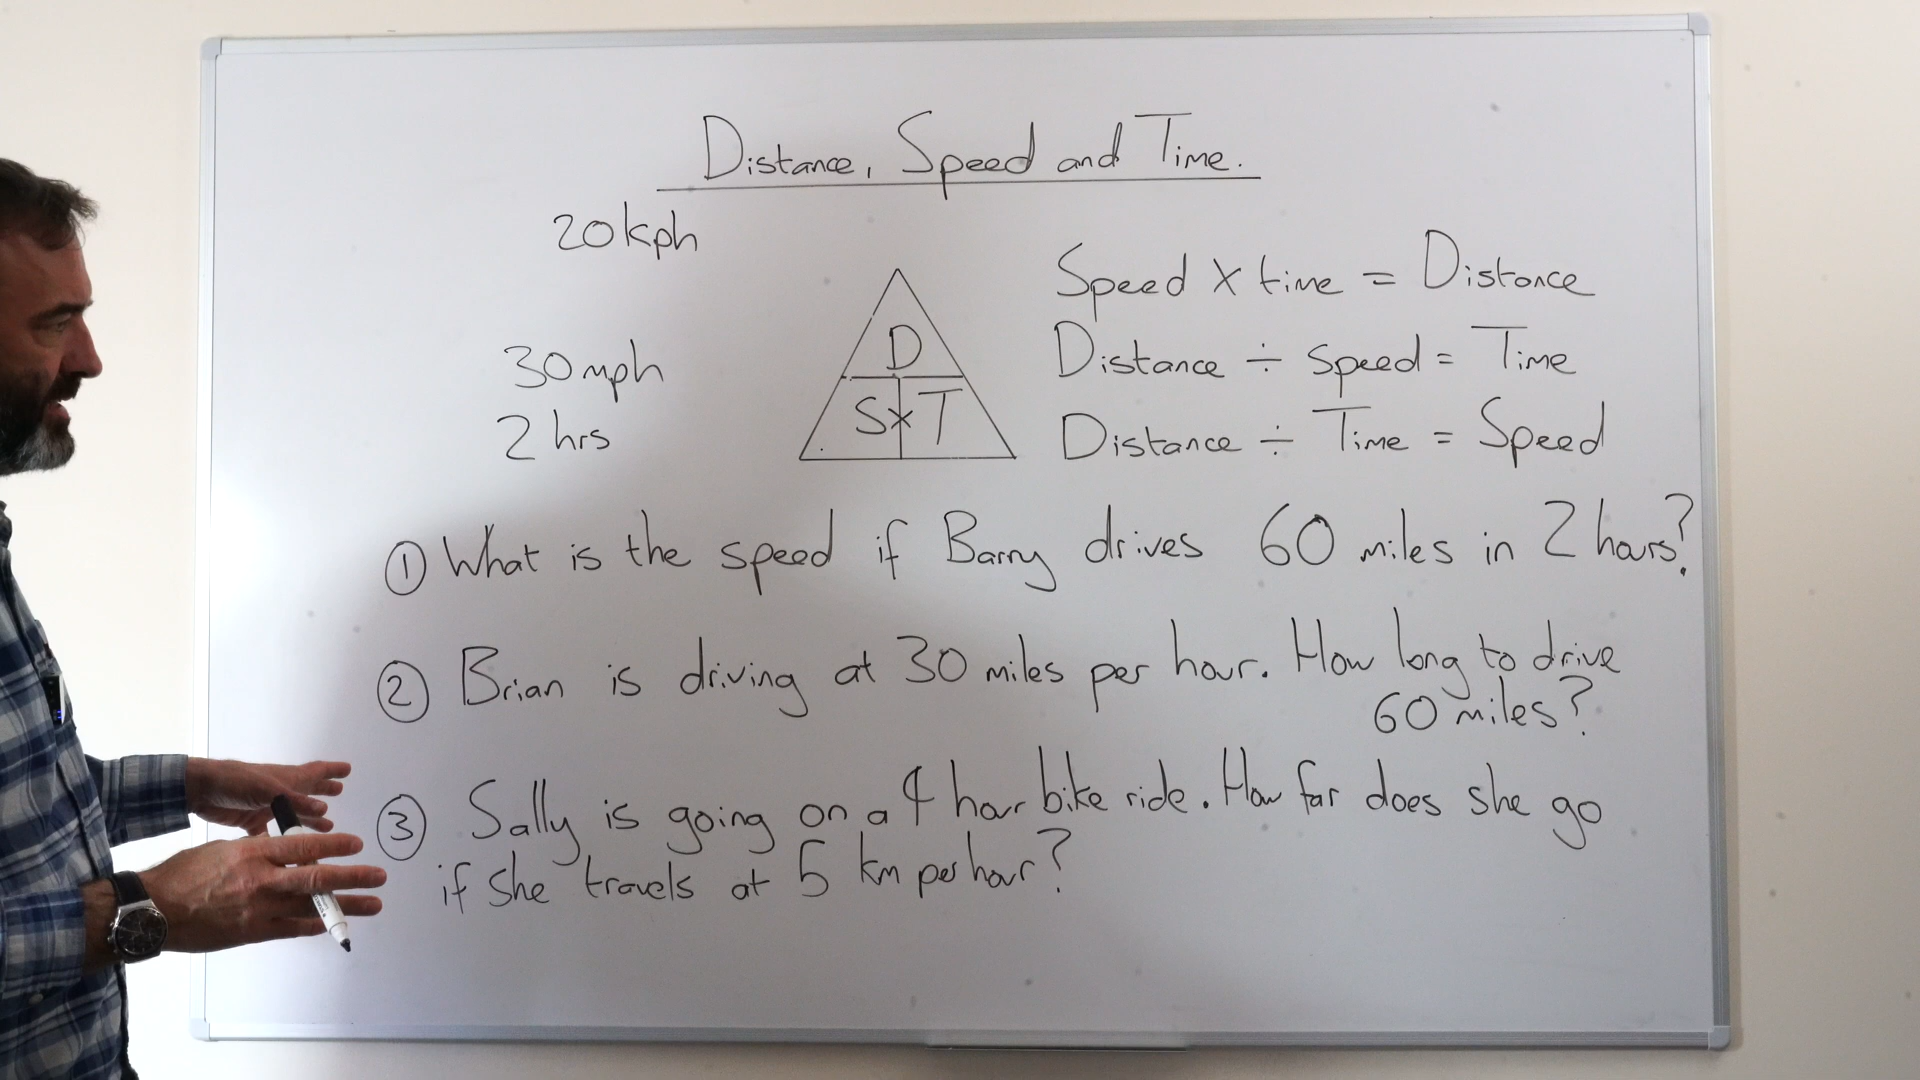 Distance, Speed and Time.
20kph
30mph
2 hrs
D
S x T
Speed x time = Distance
Distance ÷ Speed = Time
Distance ÷ Time = Speed
① What is the speed if Barry drives 60 miles in 2 hours?
② Brian is driving at 30 miles per hour. How long to drive
60 miles?
③ Sally is going on a 4 hour bike ride. How far does she go
if she travels at 5 km per hour?